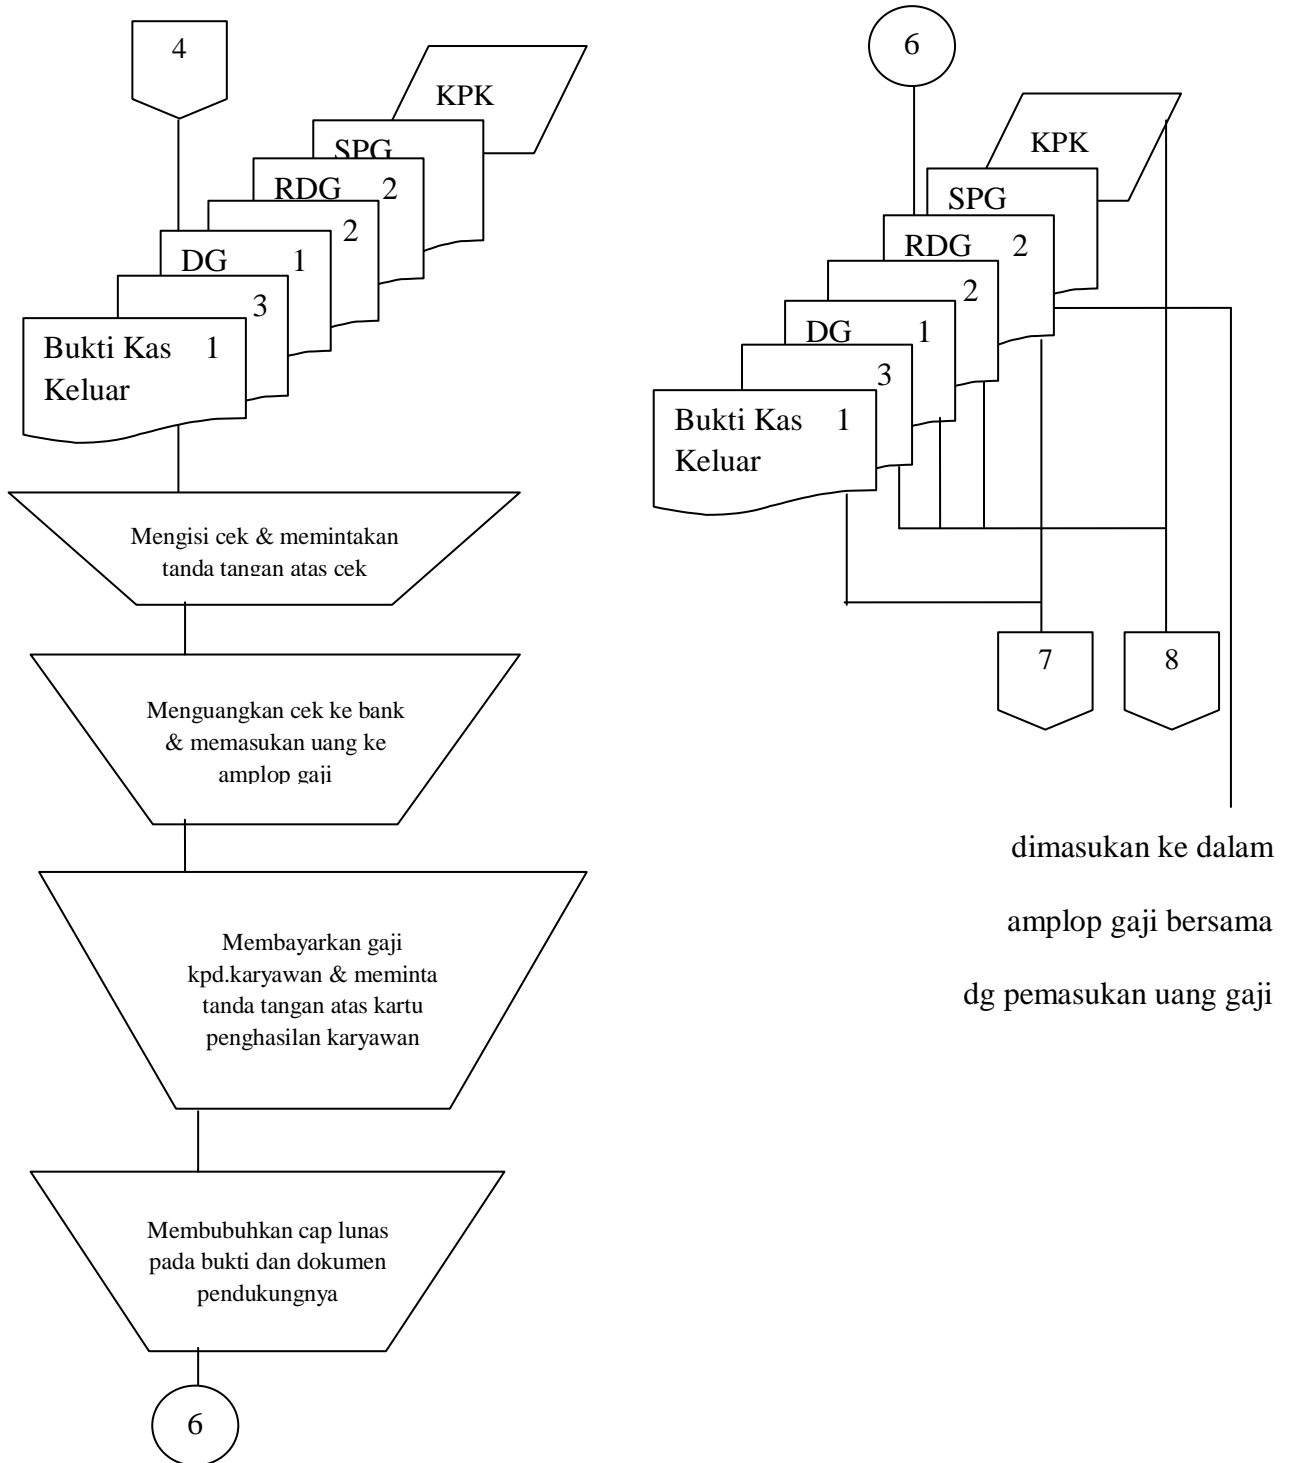 4
KPK
SPG
RDG 2
2
DG 1
3
Bukti Kas 1
Keluar
Mengisi cek & memintakan
tanda tangan atas cek
Menguangkan cek ke bank
& memasukan uang ke
amplop gaji
Membayarkan gaji
kpd.karyawan & meminta
tanda tangan atas kartu
penghasilan karyawan
Membubuhkan cap lunas
pada bukti dan dokumen
pendukungnya
6
6
KPK
SPG
RDG 2
2
DG 1
3
Bukti Kas 1
Keluar
7
8
dimasukan ke dalam
amplop gaji bersama
dg pemasukan uang gaji